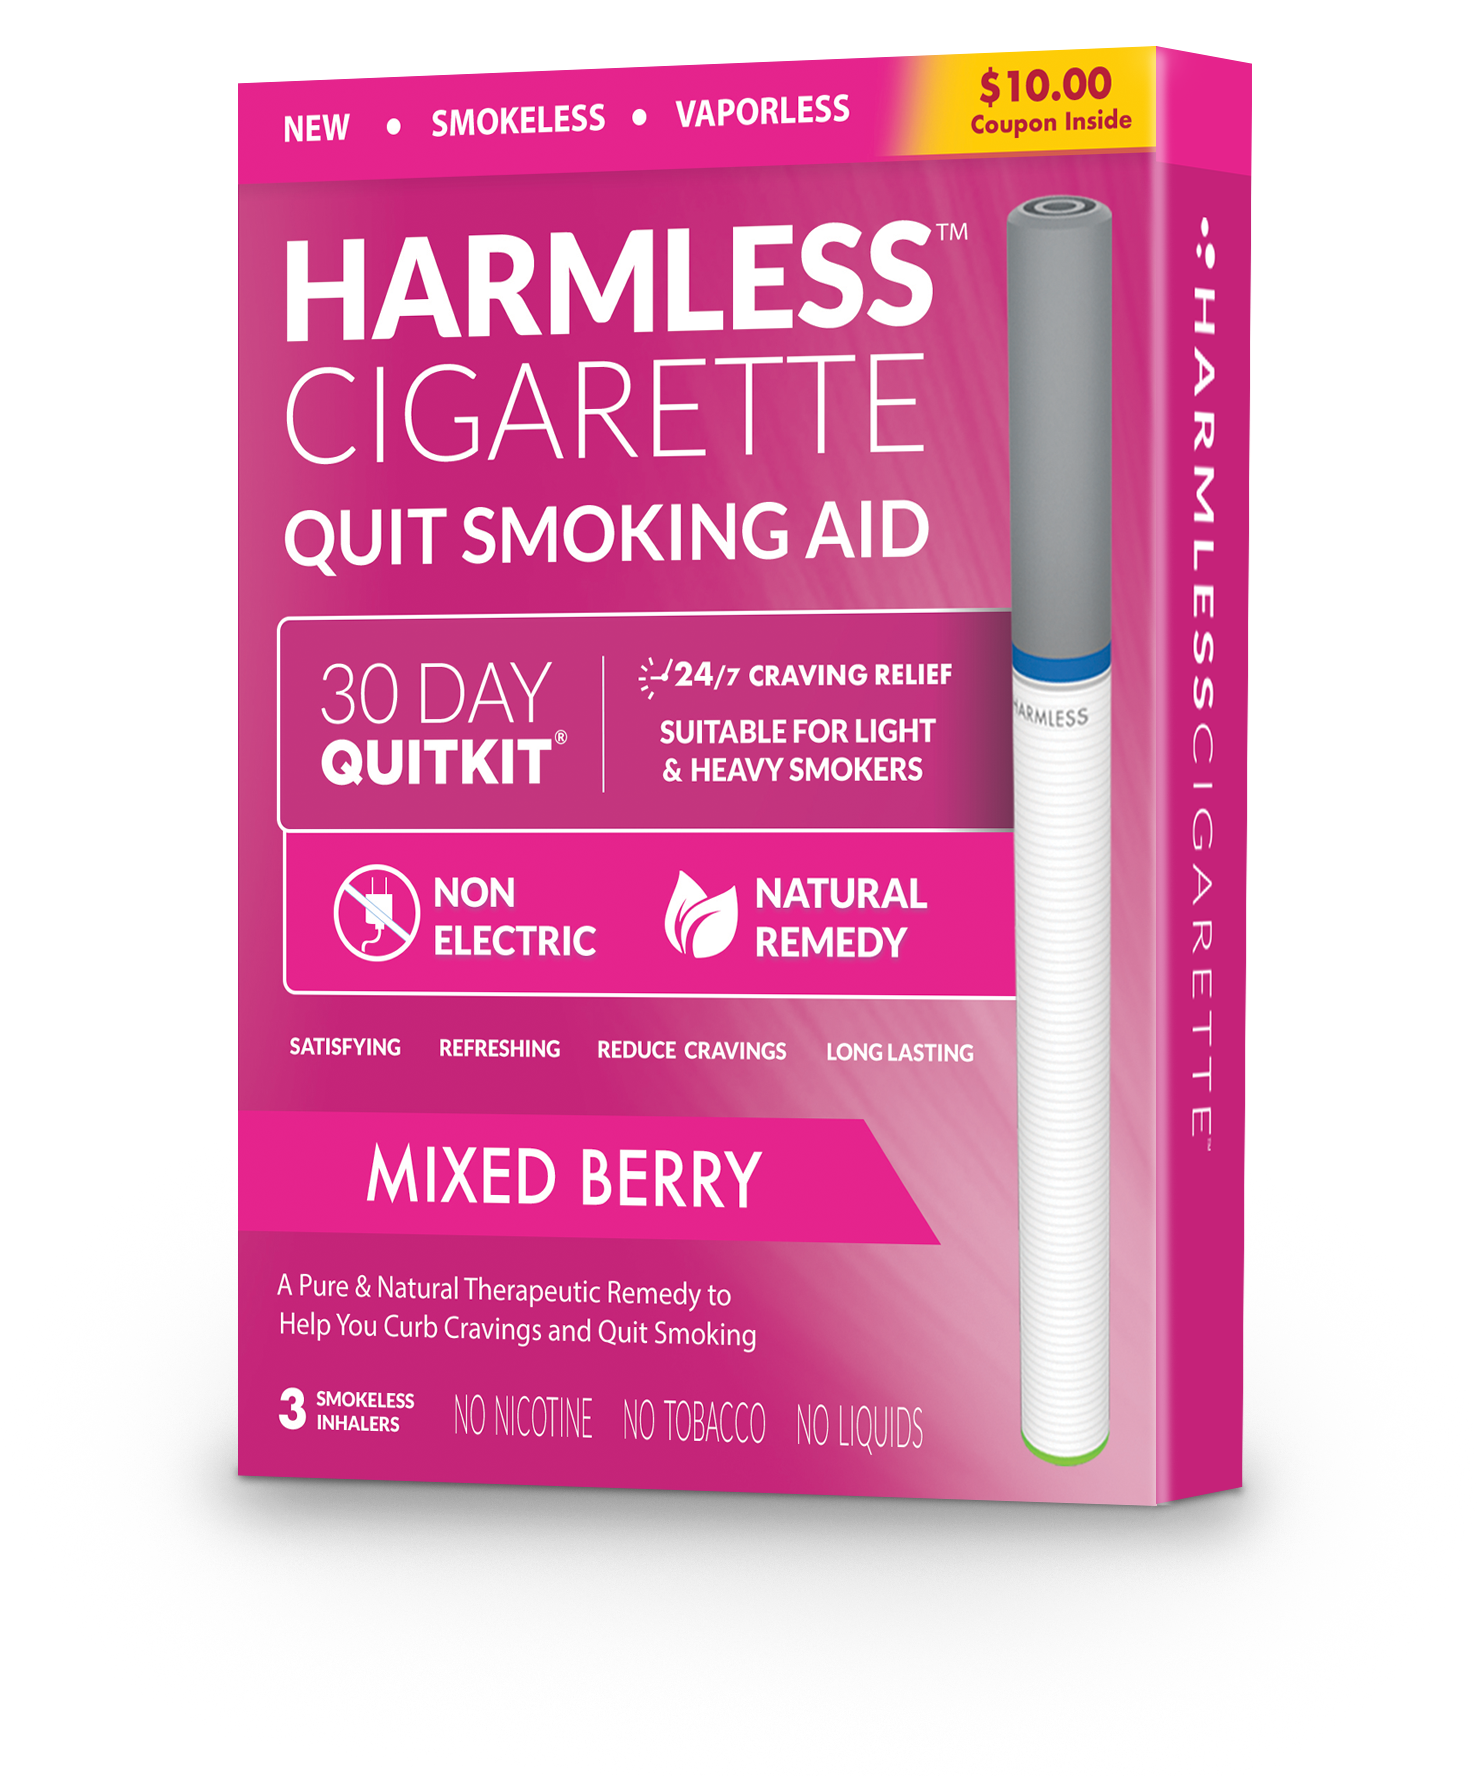 NEW • SMOKELESS • VAPORLESS
$10.00
Coupon Inside
HARMLESS™
CIGARETTE
QUIT SMOKING AID
30 DAY
QUITKIT®
24/7 CRAVING RELIEF
SUITABLE FOR LIGHT
& HEAVY SMOKERS
NON
ELECTRIC
NATURAL
REMEDY
SATISFYING REFRESHING REDUCE CRAVINGS LONG LASTING
MIXED BERRY
A Pure & Natural Therapeutic Remedy to
Help You Curb Cravings and Quit Smoking
3 SMOKELESS
INHALERS
NO NICOTINE NO TOBACCO NO LIQUIDS
HARMLESS
HARMLESSCIGARETTE™